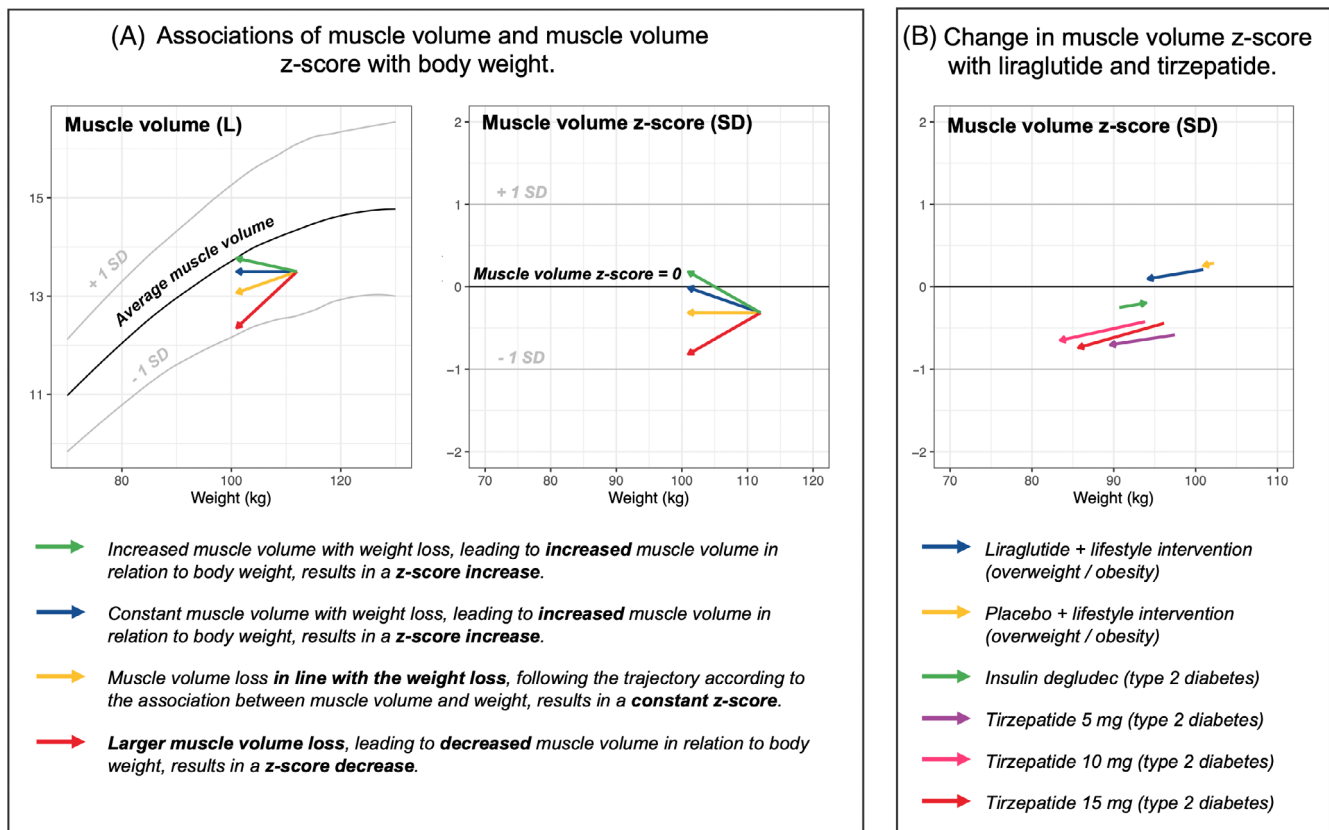 (A) Associations of muscle volume and muscle volume
z-score with body weight.
Muscle volume (L)
+ 1 SD
Average muscle volume
- 1 SD
15
13
11
80
100
120
Weight (kg)
Muscle volume z-score (SD)
+ 1 SD
Muscle volume z-score = 0
- 1 SD
2
1
0
−1
−2
70
80
90
100
110
120
Weight (kg)
Increased muscle volume with weight loss, leading to increased muscle volume in
relation to body weight, results in a z-score increase.
Constant muscle volume with weight loss, leading to increased muscle volume in
relation to body weight, results in a z-score increase.
Muscle volume loss in line with the weight loss, following the trajectory according to
the association between muscle volume and weight, results in a constant z-score.
Larger muscle volume loss, leading to decreased muscle volume in relation to body
weight, results in a z-score decrease.
(B) Change in muscle volume z-score
with liraglutide and tirzepatide.
Muscle volume z-score (SD)
2
1
0
−1
−2
70
80
90
100
110
Weight (kg)
Liraglutide + lifestyle intervention
(overweight / obesity)
Placebo + lifestyle intervention
(overweight / obesity)
Insulin degludec (type 2 diabetes)
Tirzepatide 5 mg (type 2 diabetes)
Tirzepatide 10 mg (type 2 diabetes)
Tirzepatide 15 mg (type 2 diabetes)